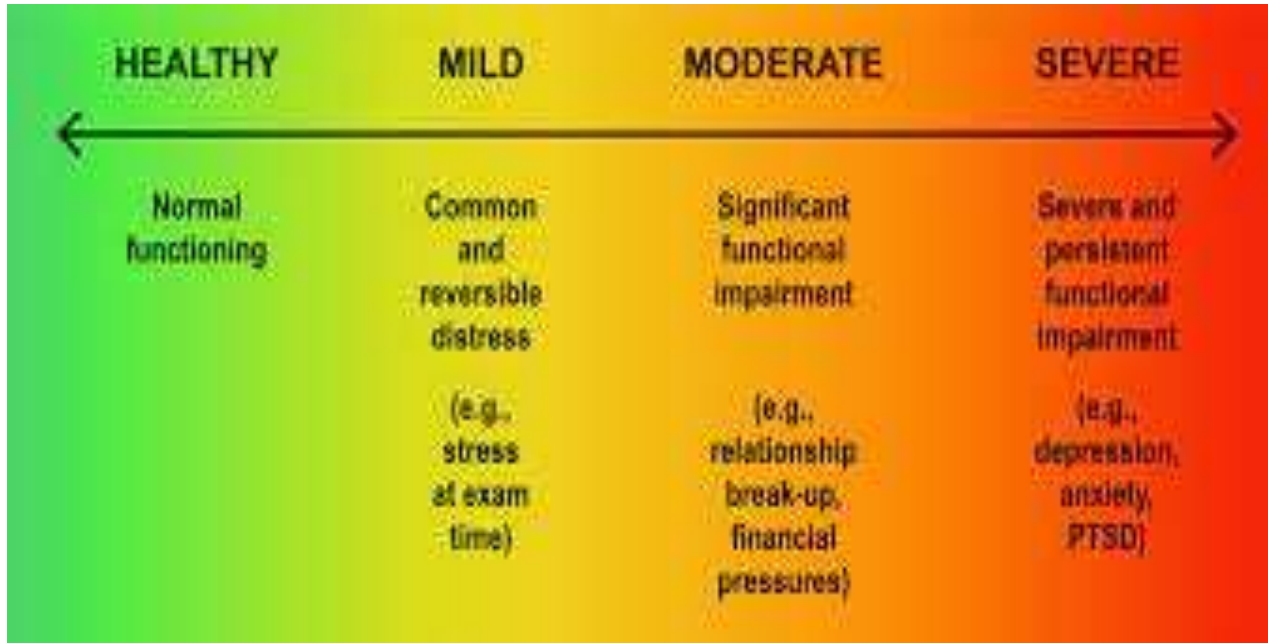 HEALTHY MILD MODERATE SEVERE
Normal
functioning
Common
and
reversible
distress
(e.g.,
stress
at exam
time)
Significant
functional
impairment
(e.g.,
relationship
break-up,
financial
pressures)
Severe and
persistent
functional
impairment
(e.g.,
depression,
anxiety,
PTSD)